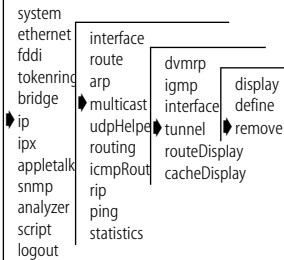 system
ethernet
fddi
tokenring
bridge
ip
ipx
appletalk
snmp
analyzer
script
logout
interface
route
arp
multicast
udpHelpe
routing
icmpRout
rip
ping
statistics
dvmrp
igmp
interface
tunnel
routeDisplay
cacheDisplay
display
define
remove